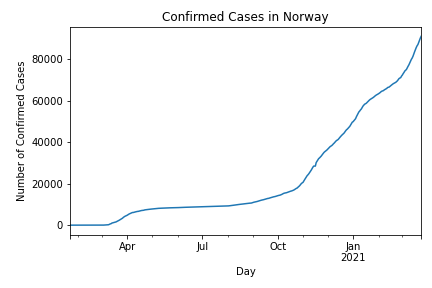 Confirmed Cases in Norway
Number of Confirmed Cases
80000
60000
40000
20000
0
Apr
Jul
Oct
Jan
2021
Day